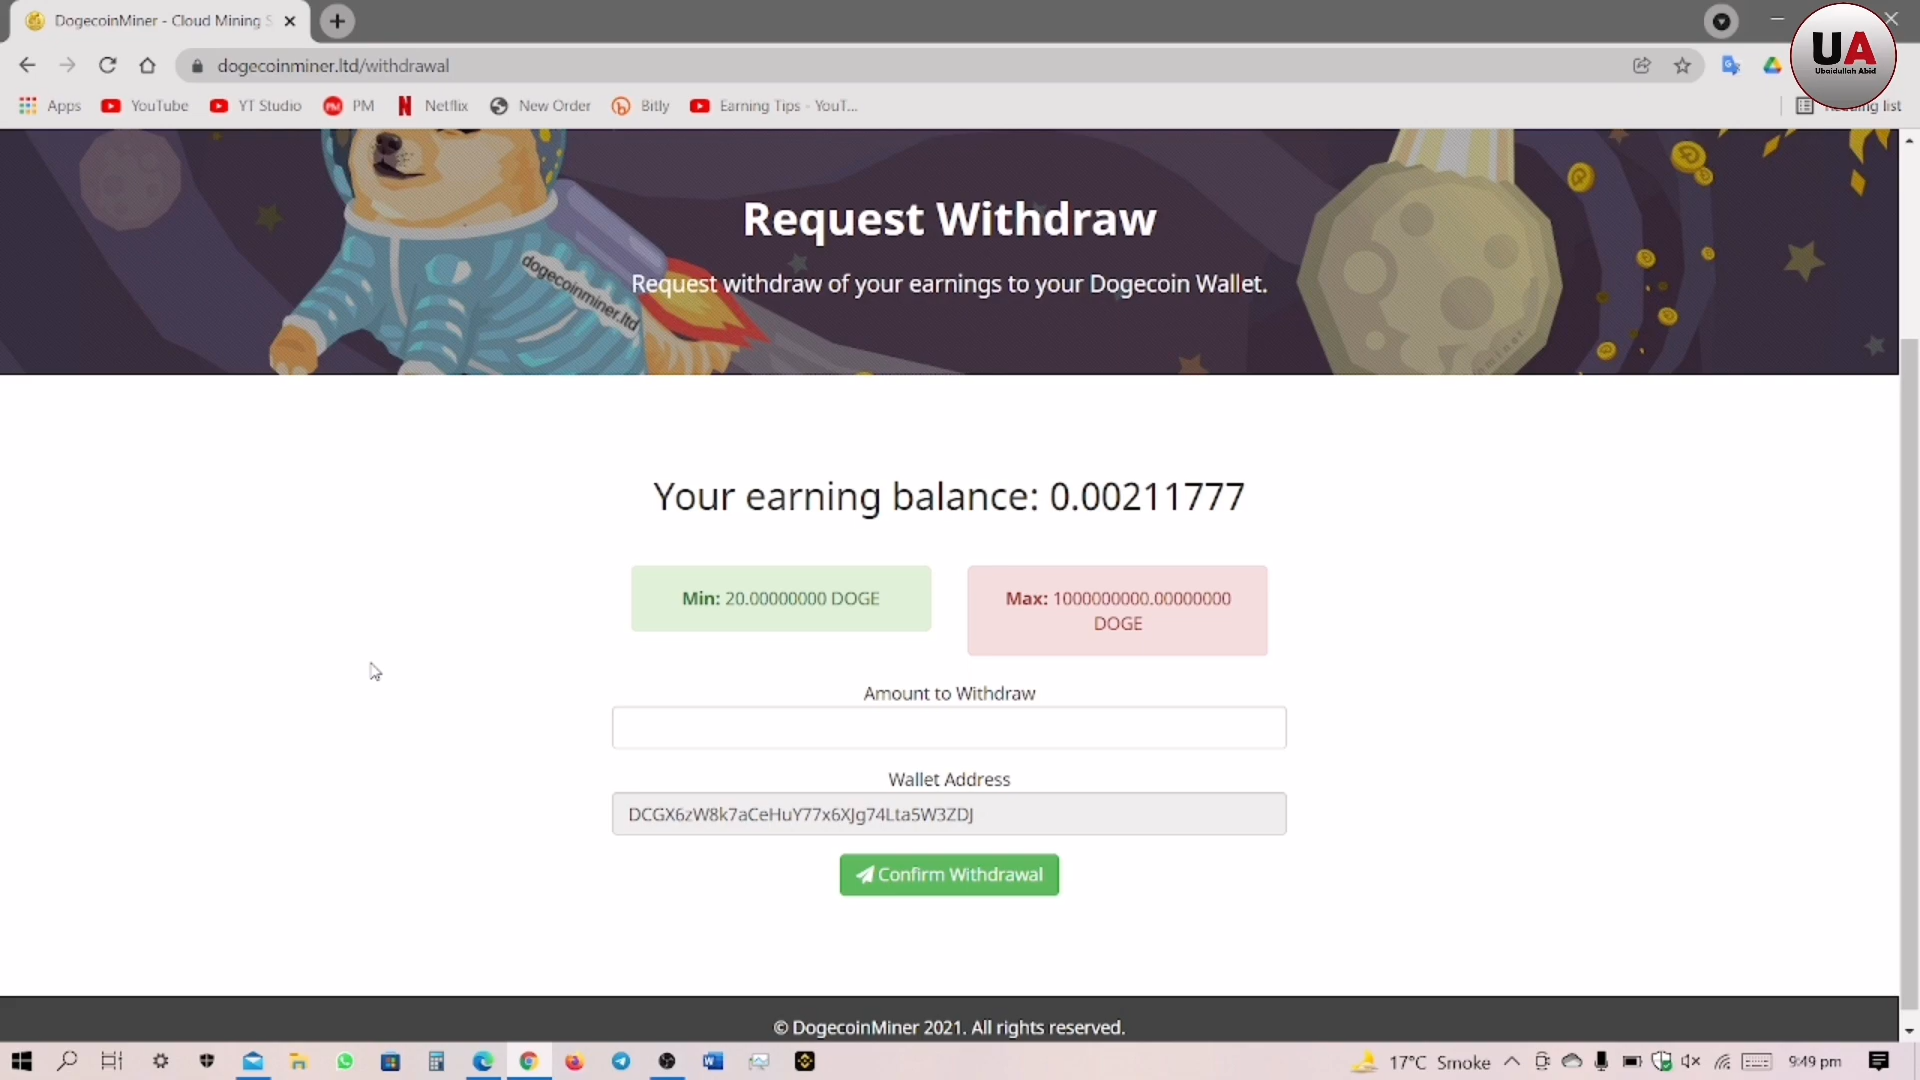 DogecoinMiner - Cloud Mining S
UA
Ubaidullah Abid
dogecoinminer.ltd/withdrawal
Apps YouTube YT Studio PM Netflix New Order Bitly Earning Tips - YouT...
list
Request Withdraw
dogecoinminer.ltd
Request withdraw of your earnings to your Dogecoin Wallet.
Your earning balance: 0.00211777
Min: 20.00000000 DOGE
Max: 1000000000.00000000
DOGE
Amount to Withdraw
Wallet Address
DCGX6zW8k7aCeHuY77x6XJg74Lta5W3ZDJ
Confirm Withdrawal
© DogecoinMiner 2021. All rights reserved.
17°C Smoke 9:49 pm